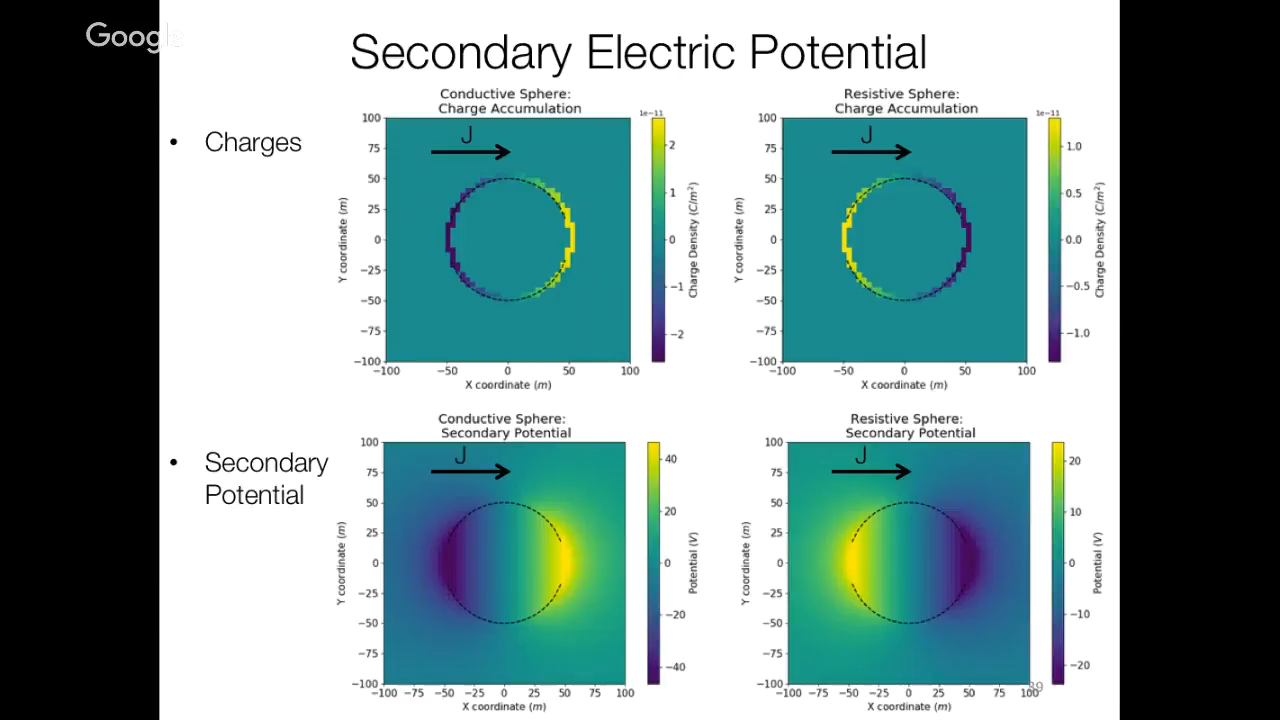 Google
Secondary Electric Potential
• Charges
Conductive Sphere:
Charge Accumulation
J
1e−11
100
75
50
25
0
−25
−50
−75
−100
−100 −50 0 50 100
X coordinate (m)
Y coordinate (m)
2
1
0
−1
−2
Charge Density (C/m²)
Resistive Sphere:
Charge Accumulation
J
1e−11
100
75
50
25
0
−25
−50
−75
−100
−100 −50 0 50 100
X coordinate (m)
Y coordinate (m)
1.0
0.5
0.0
−0.5
−1.0
Charge Density (C/m²)
• Secondary
Potential
Conductive Sphere:
Secondary Potential
J
100
75
50
25
0
−25
−50
−75
−100
−100 −75 −50 −25 0 25 50 75 100
X coordinate (m)
Y coordinate (m)
40
20
0
−20
−40
Potential (V)
Resistive Sphere:
Secondary Potential
J
100
75
50
25
0
−25
−50
−75
−100
−100 −75 −50 −25 0 25 50 75 100
X coordinate (m)
Y coordinate (m)
20
10
0
−10
−20
Potential (V)